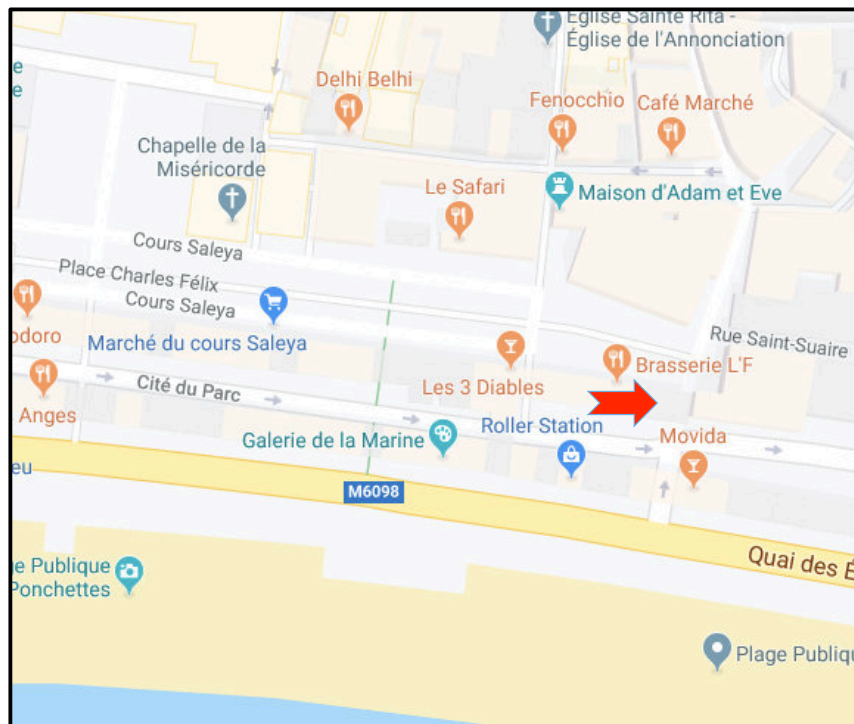 Église Sainte Rita -
Église de l'Annonciation
e
e
Delhi Belhi
Fenocchio
Café Marché
Chapelle de la
Miséricorde
Le Safari
Maison d'Adam et Eve
Cours Saleya
Place Charles Félix
Cours Saleya
odoro
Marché du cours Saleya
Rue Saint-Suaire
Brasserie L'F
Les 3 Diables
Cité du Parc
Anges
Roller Station
Galerie de la Marine
Movida
eu
M6098
Quai des É
e Publique
Ponchettes
Plage Publiqu